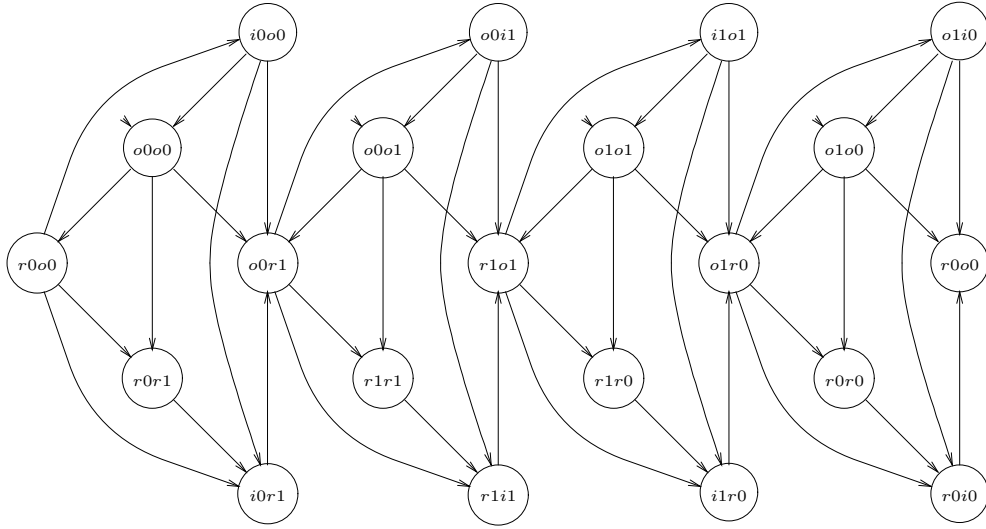 i0o0 o0i1 i1o1 o1i0
o0o0 o0o1 o1o1 o1o0
r0o0 o0r1 r1o1 o1r0 r0o0
r0r1 r1r1 r1r0 r0r0
i0r1 r1i1 i1r0 r0i0